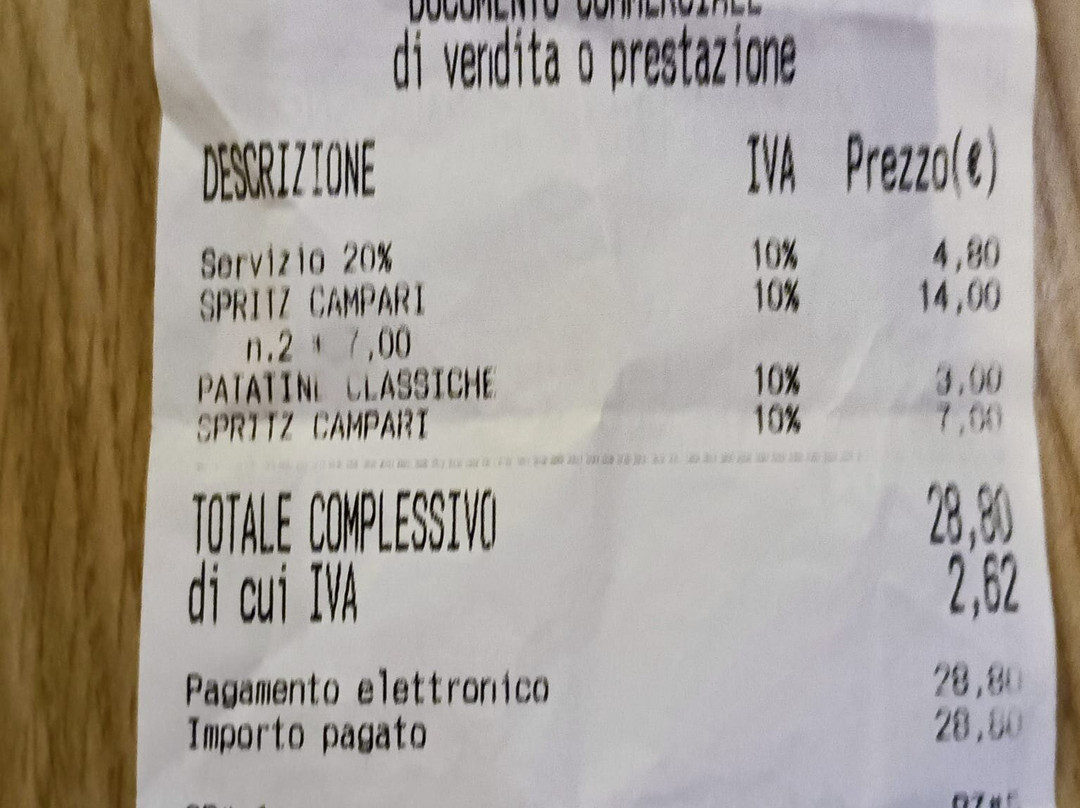 DOCUMENTO COMMERCIALE
di vendita o prestazione
DESCRIZIONE IVA Prezzo(€)
Servizio 20% 10% 4,80
SPRITZ CAMPARI 10% 14,00
n.2 * 7,00
PATATINE CLASSICHE 10% 3,00
SPRITZ CAMPARI 10% 7,00
TOTALE COMPLESSIVO 28,80
di cui IVA 2,62
Pagamento elettronico 28,80
Importo pagato 28,80